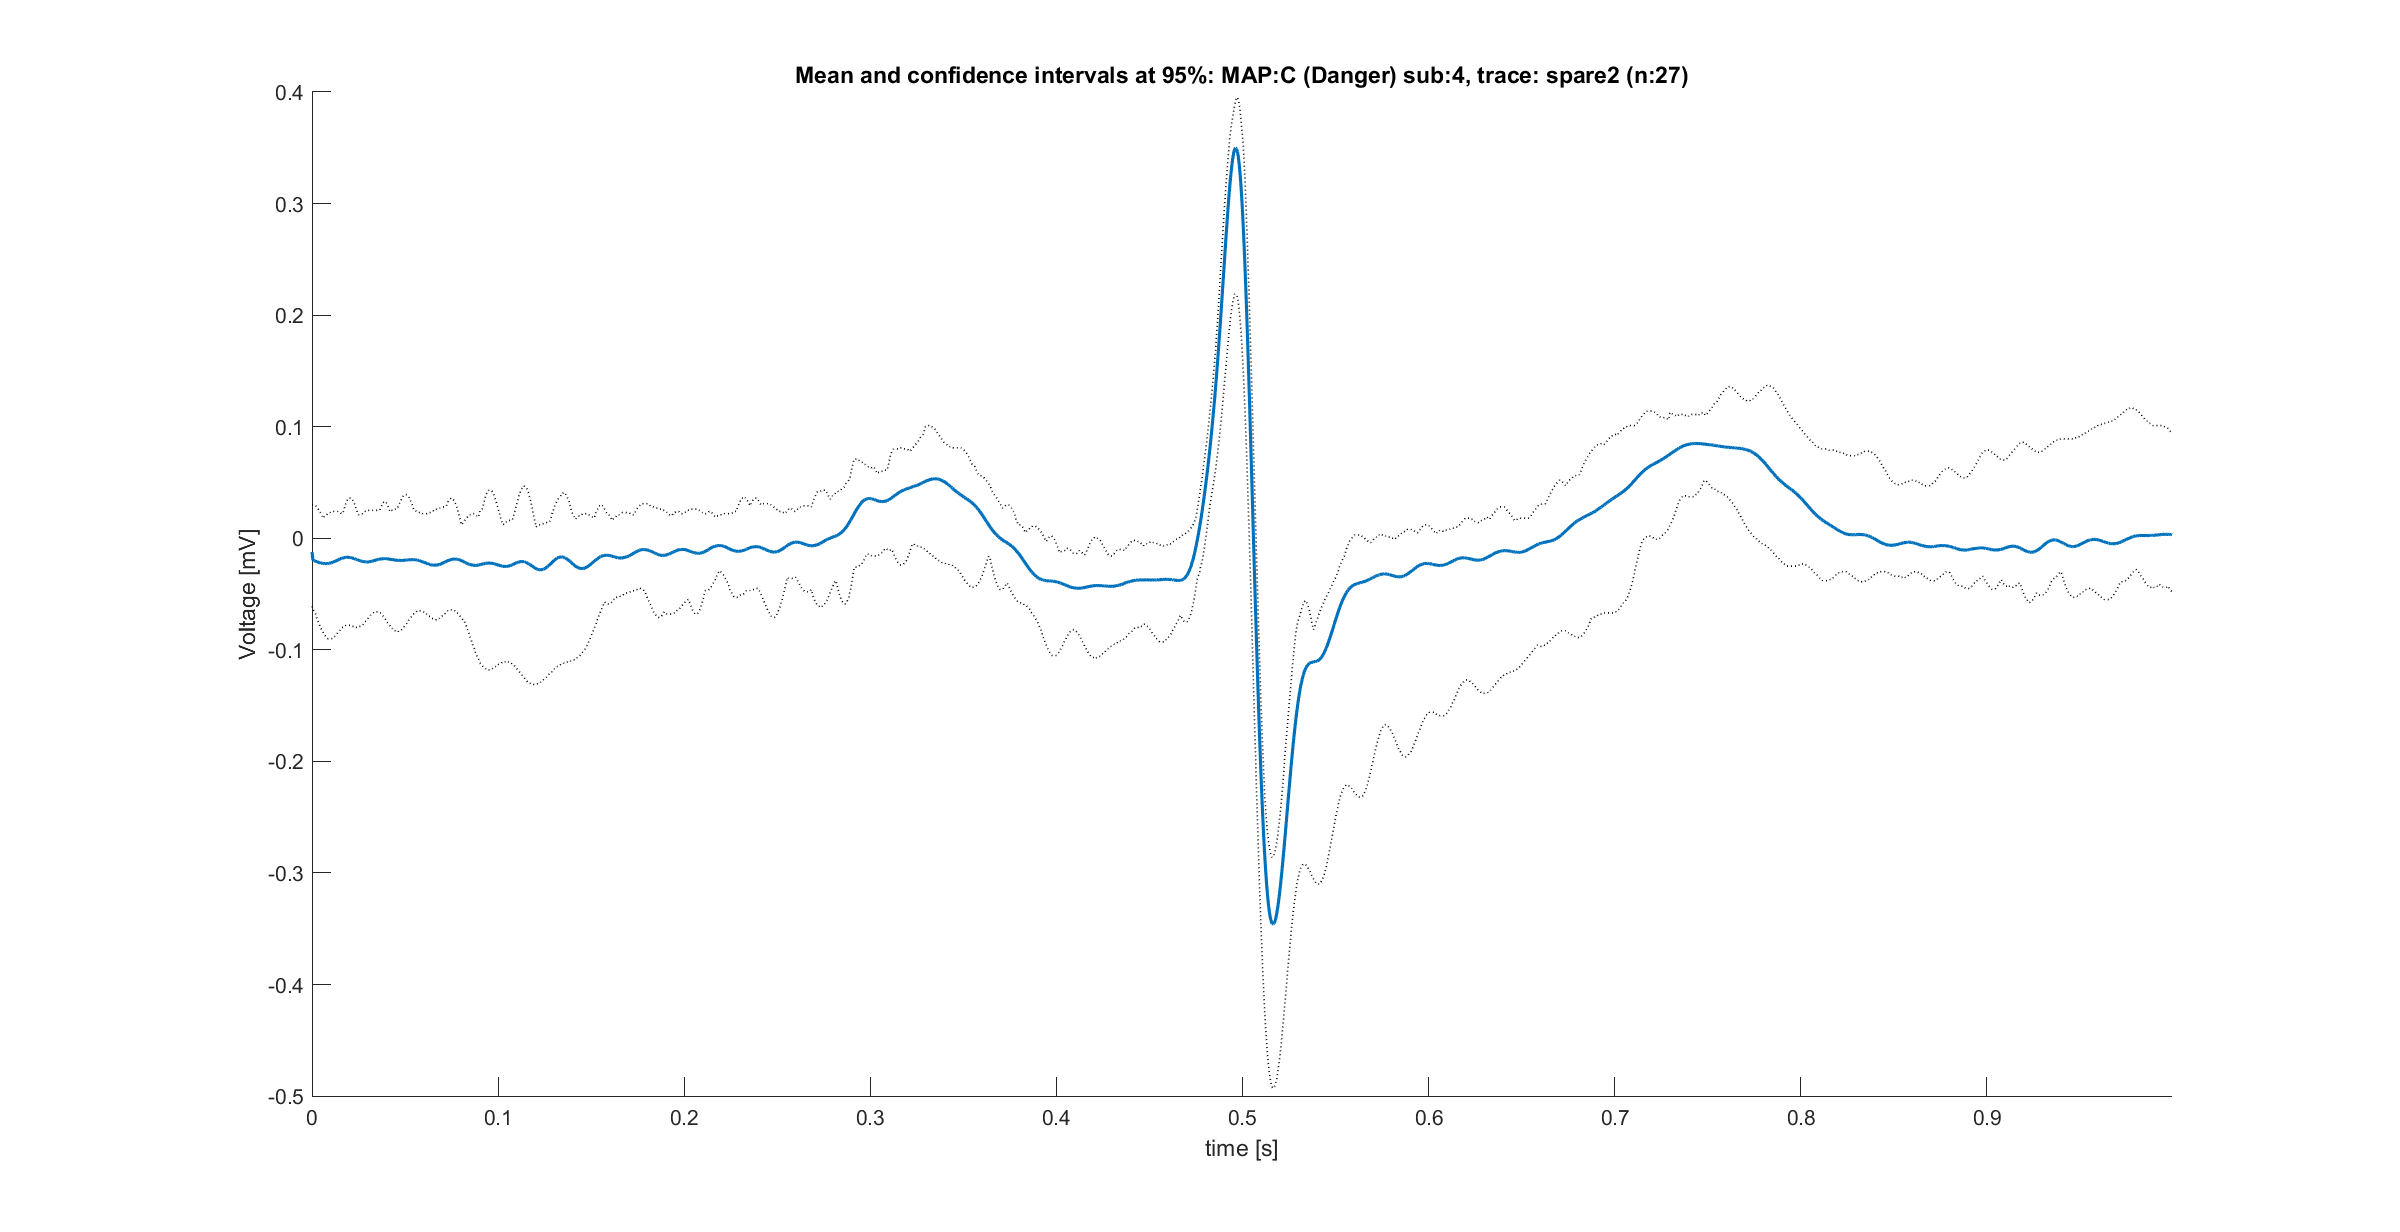 Mean and confidence intervals at 95%: MAP:C (Danger) sub:4, trace: spare2 (n:27)
0.4
0.3
0.2
0.1
0
-0.1
-0.2
-0.3
-0.4
-0.5
Voltage [mV]
0 0.1 0.2 0.3 0.4 0.5 0.6 0.7 0.8 0.9
time [s]